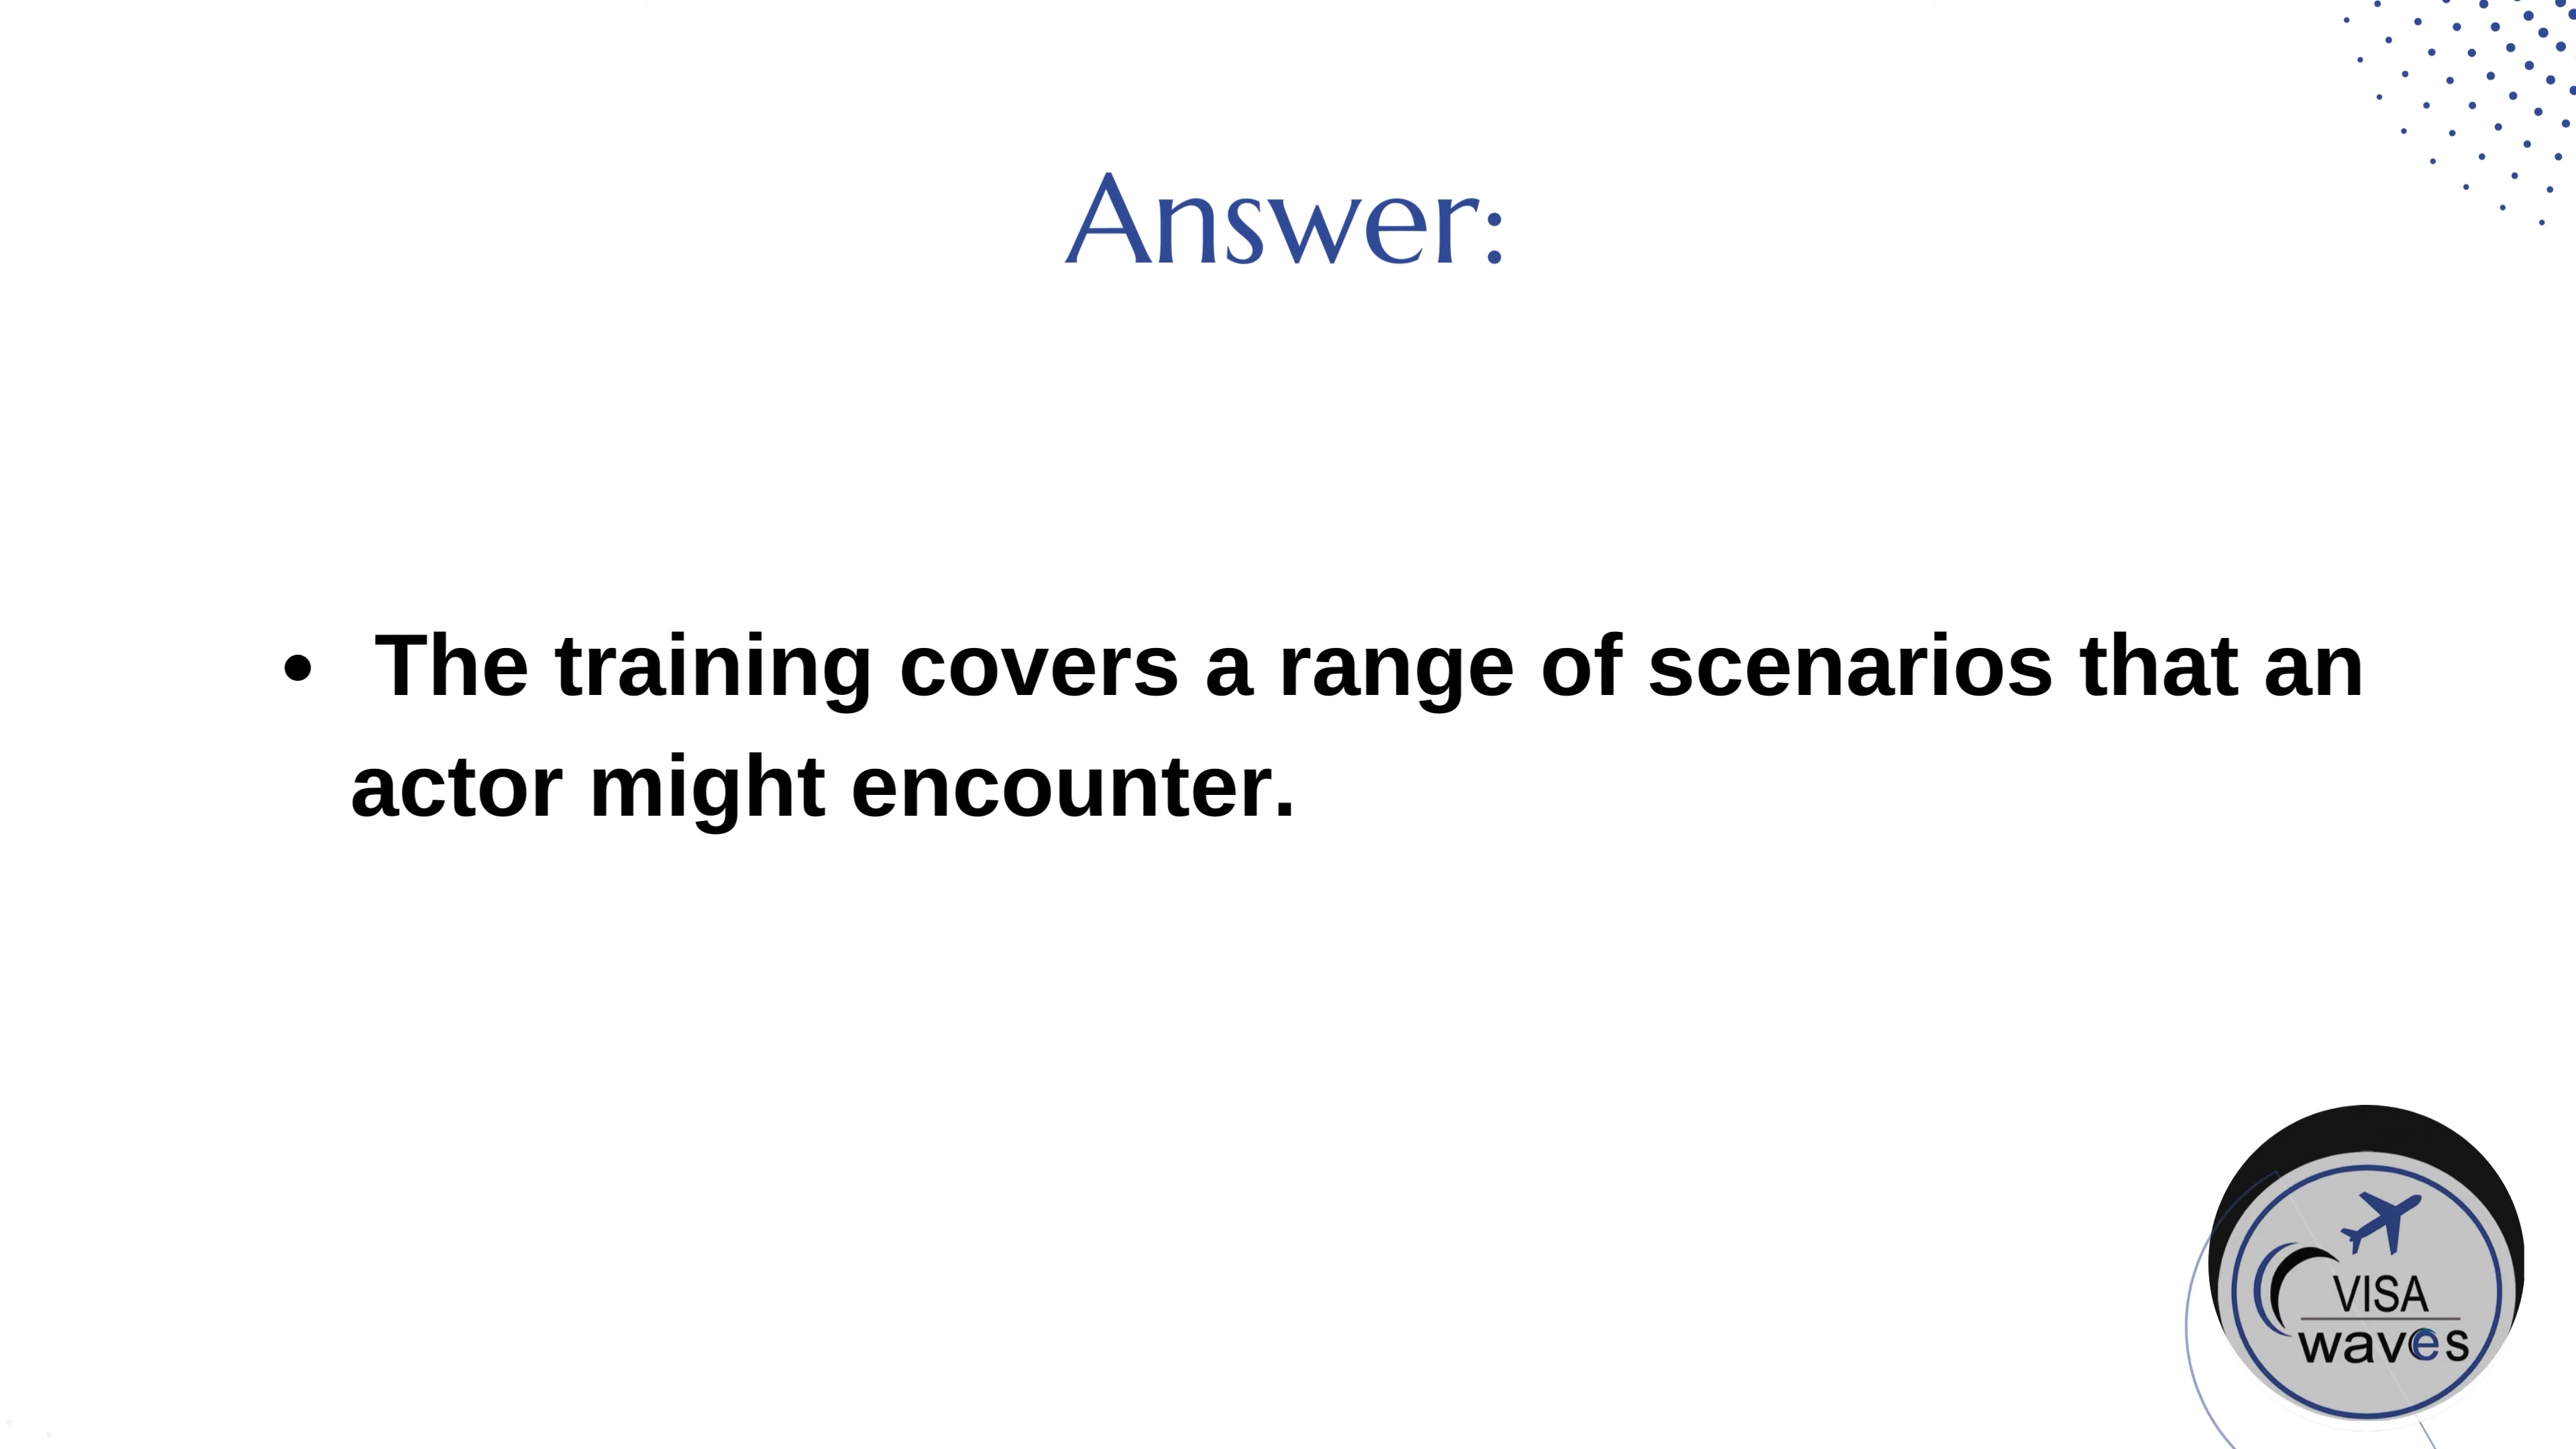 Answer:
• The training covers a range of scenarios that an
actor might encounter.
VISA
waves